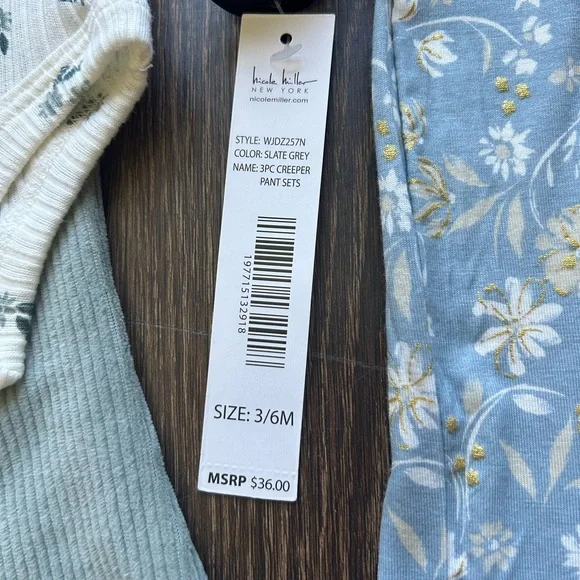 nicole miller
NEW YORK
nicolemiller.com
STYLE: WJDZ257N
COLOR: SLATE GREY
NAME: 3PC CREEPER
PANT SETS
197715132918
SIZE: 3/6M
MSRP $36.00